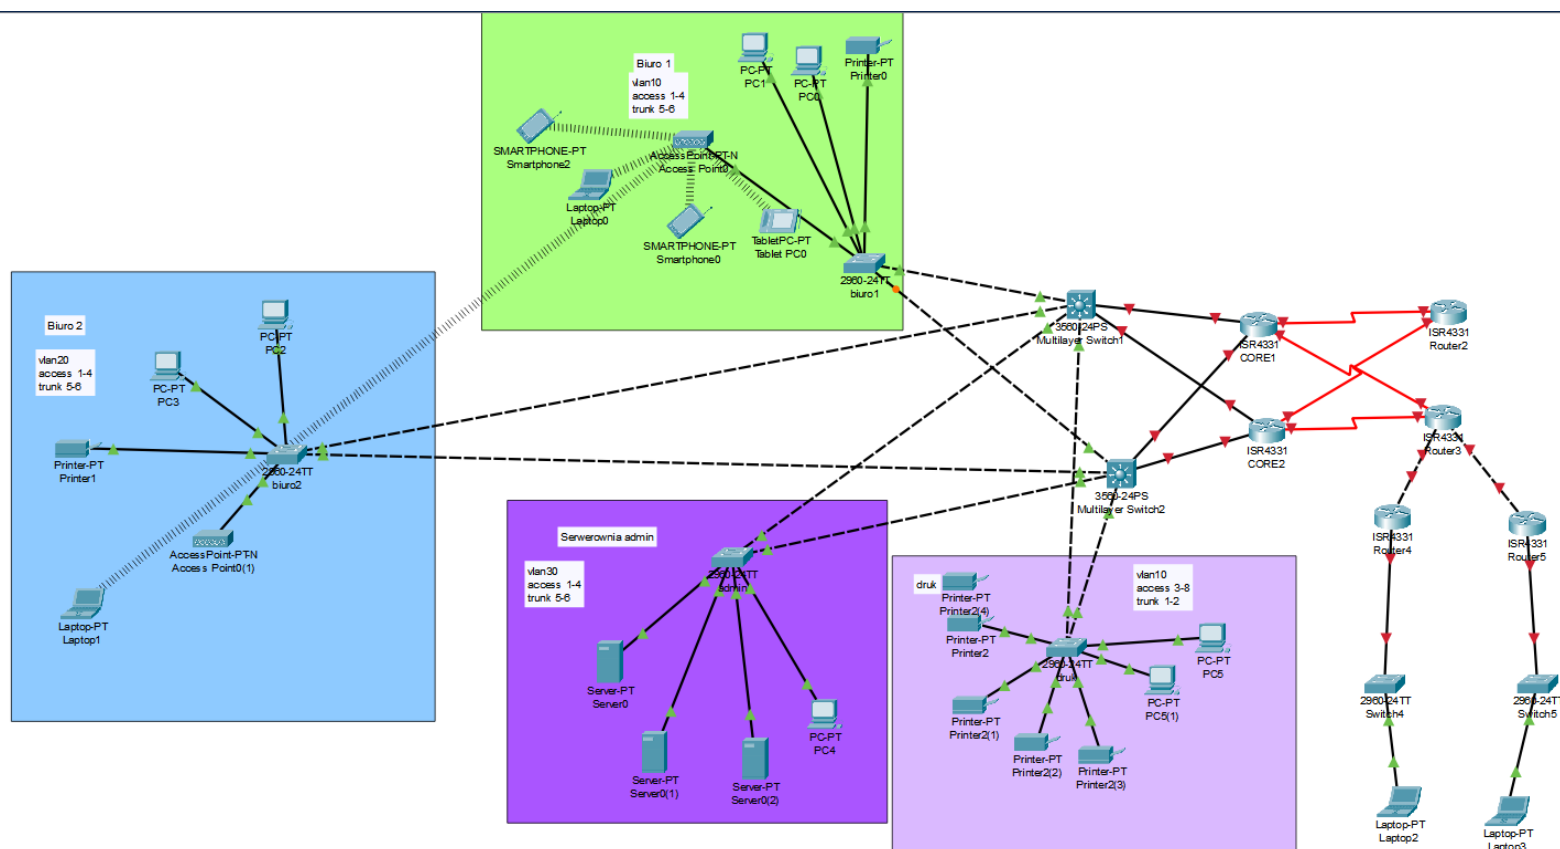 Biuro 1
vlan10
access 1-4
trunk 5-6
PC-PT
PC1
PC-PT
PC0
Printer-PT
Printer0
SMARTPHONE-PT
Smartphone2
AccessPoint-PT-N
Access Point0
Laptop-PT
Laptop0
SMARTPHONE-PT
Smartphone0
TabletPC-PT
Tablet PC0
2960-24TT
biuro1
Biuro 2
vlan20
access 1-4
trunk 5-6
PC-PT
PC2
PC-PT
PC3
Printer-PT
Printer1
2960-24TT
biuro2
AccessPoint-PT-N
Access Point0(1)
Laptop-PT
Laptop1
3560-24PS
Multilayer Switch1
3560-24PS
Multilayer Switch2
ISR4331
CORE1
ISR4331
CORE2
ISR4331
Router2
ISR4331
Router3
ISR4331
Router4
ISR4331
Router5
2960-24TT
Switch4
2960-24TT
Switch5
Laptop-PT
Laptop2
Laptop-PT
Laptop3
Serwerownia admin
vlan30
access 1-4
trunk 5-6
2960-24TT
admin
Server-PT
Server0
Server-PT
Server0(1)
Server-PT
Server0(2)
PC-PT
PC4
druk
vlan10
access 3-8
trunk 1-2
Printer-PT
Printer2(4)
Printer-PT
Printer2
2960-24TT
druk
PC-PT
PC5
PC-PT
PC5(1)
Printer-PT
Printer2(1)
Printer-PT
Printer2(2)
Printer-PT
Printer2(3)